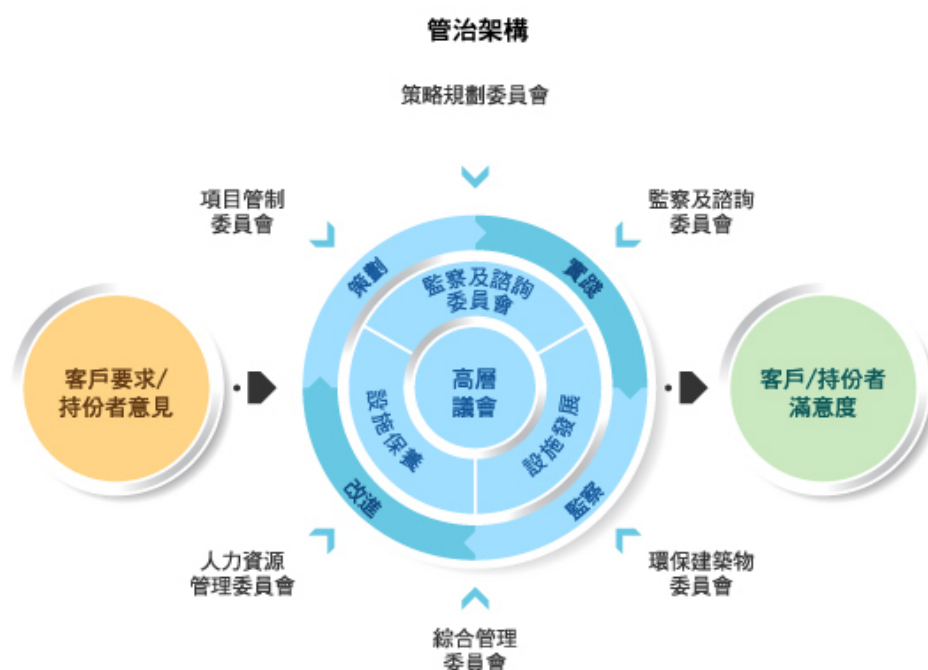 管治架構
策略規劃委員會
項目管制
委員會
監察及諮詢
委員會
策劃
實踐
監察及諮詢
委員會
客戶要求/
持份者意見
高層
議會
客戶/持份者
滿意度
設施保養
設施發展
改進
監察
人力資源
管理委員會
環保建築物
委員會
綜合管理
委員會